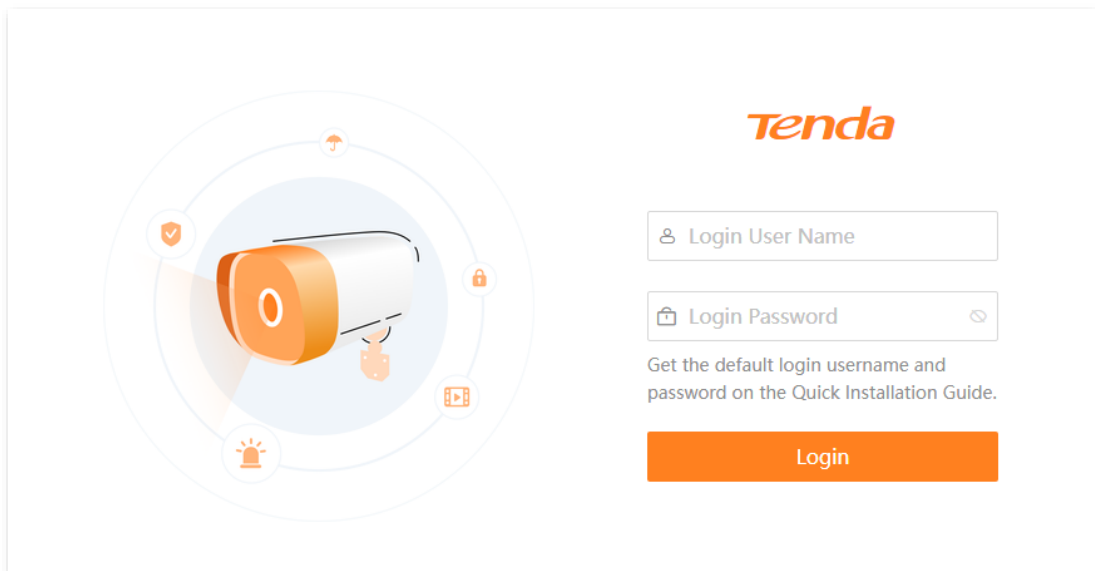 Tenda
Login User Name
Login Password
Get the default login username and
password on the Quick Installation Guide.
Login